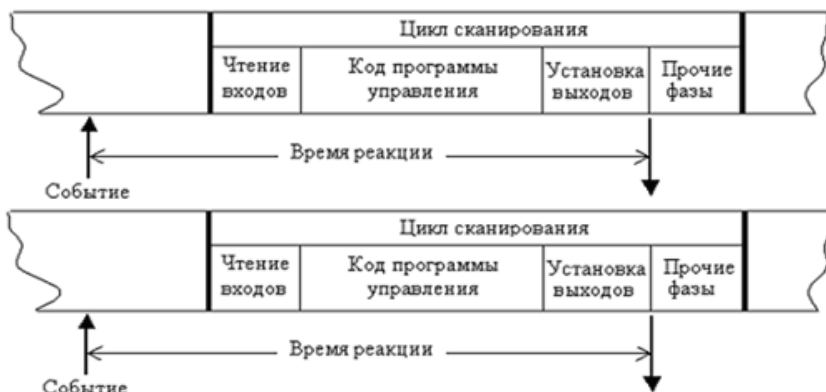 Цикл сканирования
Чтение входов
Код программы управления
Установка выходов
Прочие фазы
Время реакции
Событие
Цикл сканирования
Чтение входов
Код программы управления
Установка выходов
Прочие фазы
Время реакции
Событие